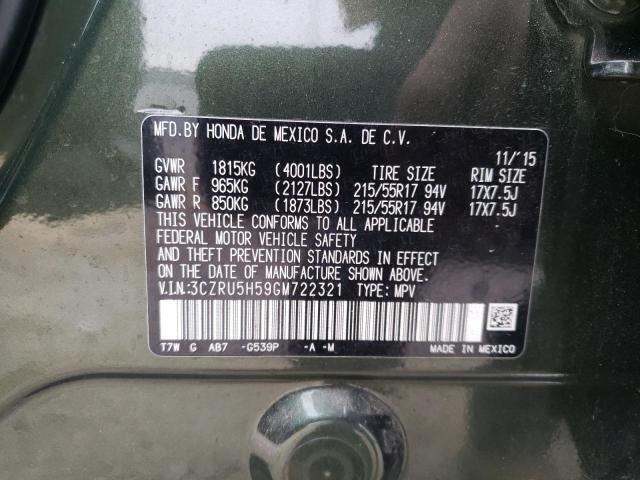 MFD.BY HONDA DE MEXICO S.A. DE C.V.
11/'15
GVWR 1815KG (4001LBS) TIRE SIZE RIM SIZE
GAWR F 965KG (2127LBS) 215/55R17 94V 17X7.5J
GAWR R 850KG (1873LBS) 215/55R17 94V 17X7.5J
THIS VEHICLE CONFORMS TO ALL APPLICABLE
FEDERAL MOTOR VEHICLE SAFETY
AND THEFT PREVENTION STANDARDS IN EFFECT
ON THE DATE OF MANUFACTURE SHOWN ABOVE.
V.I.N.:3CZRU5H59GM722321 TYPE: MPV
T7W G AB7 -G539P -A -M MADE IN MEXICO